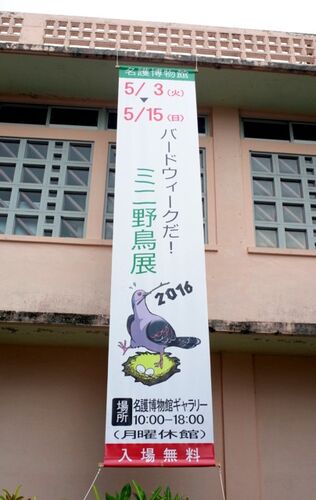 名護博物館
5/3(火)
▼
5/15(日)
バードウィークだ!
ミニ野鳥展
2016
場所 名護博物館ギャラリー
10:00-18:00
(月曜休館)
入場無料